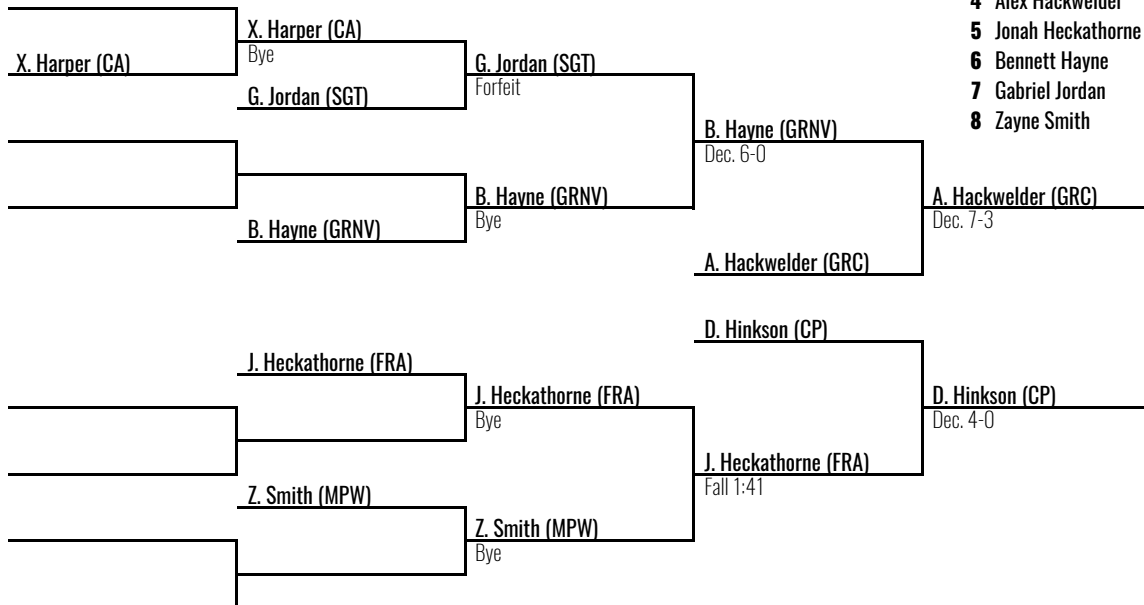 4 Alex Hackwelder
5 Jonah Heckathorne
6 Bennett Hayne
7 Gabriel Jordan
8 Zayne Smith
X. Harper (CA)
X. Harper (CA)
Bye
G. Jordan (SGT)
G. Jordan (SGT)
Forfeit
B. Hayne (GRNV)
Dec. 6-0
B. Hayne (GRNV)
Bye
B. Hayne (GRNV)
A. Hackwelder (GRC)
Dec. 7-3
A. Hackwelder (GRC)
D. Hinkson (CP)
J. Heckathorne (FRA)
J. Heckathorne (FRA)
Bye
D. Hinkson (CP)
Dec. 4-0
J. Heckathorne (FRA)
Fall 1:41
Z. Smith (MPW)
Z. Smith (MPW)
Bye